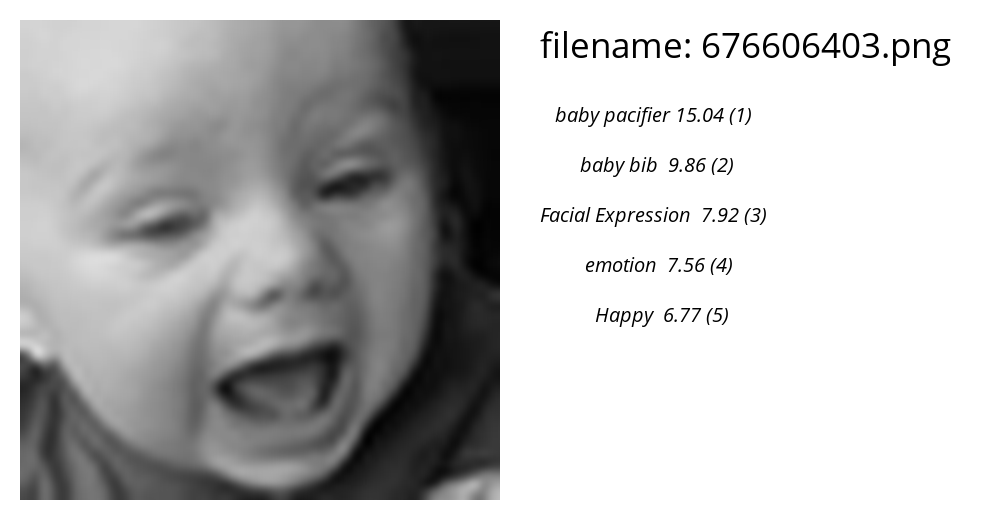 filename: 676606403.png
baby pacifier 15.04 (1)
baby bib 9.86 (2)
Facial Expression 7.92 (3)
emotion 7.56 (4)
Happy 6.77 (5)